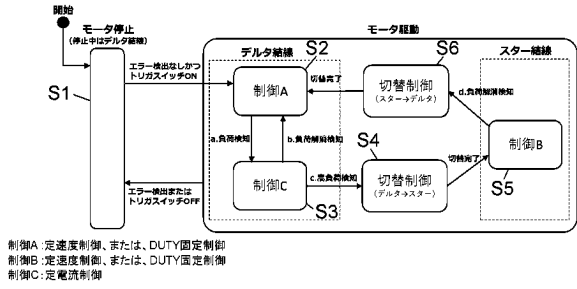 開始
モータ停止
(停止中はデルタ結線)
S1
エラー検出なしかつ
トリガスイッチON
エラー検出または
トリガスイッチOFF
モータ駆動
デルタ結線
S2
制御A
a.負荷検知
b.負荷解消検知
制御C
S3
c.高負荷検知
切替完了
S6
切替制御
(スター→デルタ)
S4
切替制御
(デルタ→スター)
切替完了
d.負荷解消検知
スター結線
制御B
S5
制御A:定速度制御、または、DUTY固定制御
制御B:定速度制御、または、DUTY固定制御
制御C:定電流制御